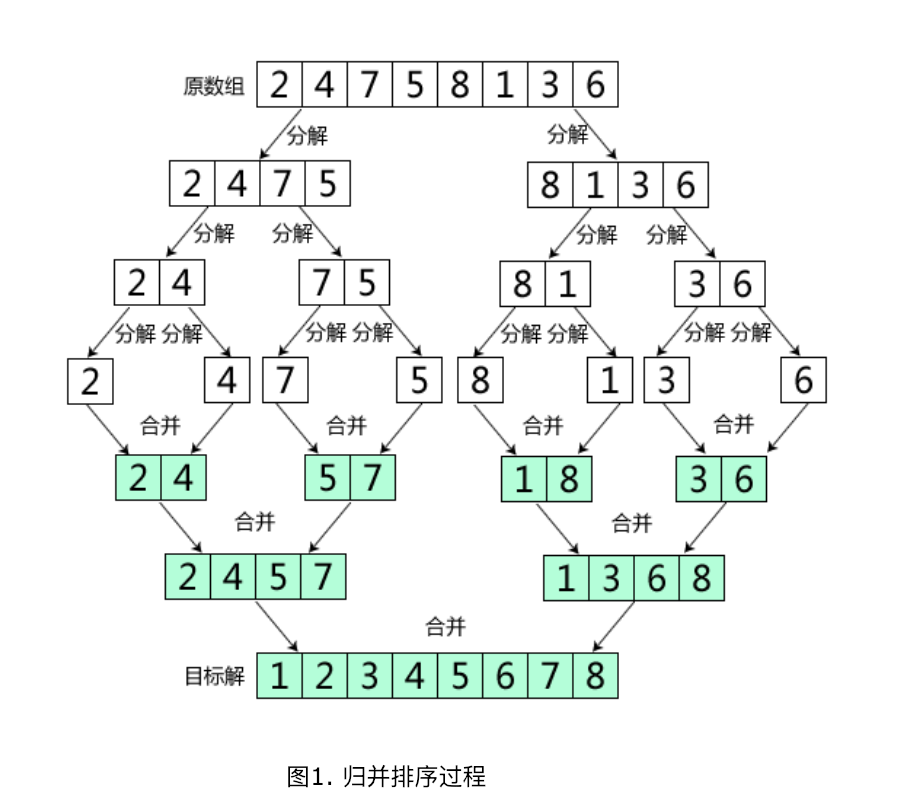 原数组 2 4 7 5 8 1 3 6
分解 分解
2 4 7 5 8 1 3 6
分解 分解 分解 分解
2 4 7 5 8 1 3 6
分解 分解 分解 分解 分解 分解 分解 分解
2 4 7 5 8 1 3 6
合并 合并 合并 合并
2 4 5 7 1 8 3 6
合并 合并
2 4 5 7 1 3 6 8
合并
目标解 1 2 3 4 5 6 7 8
图1. 归并排序过程